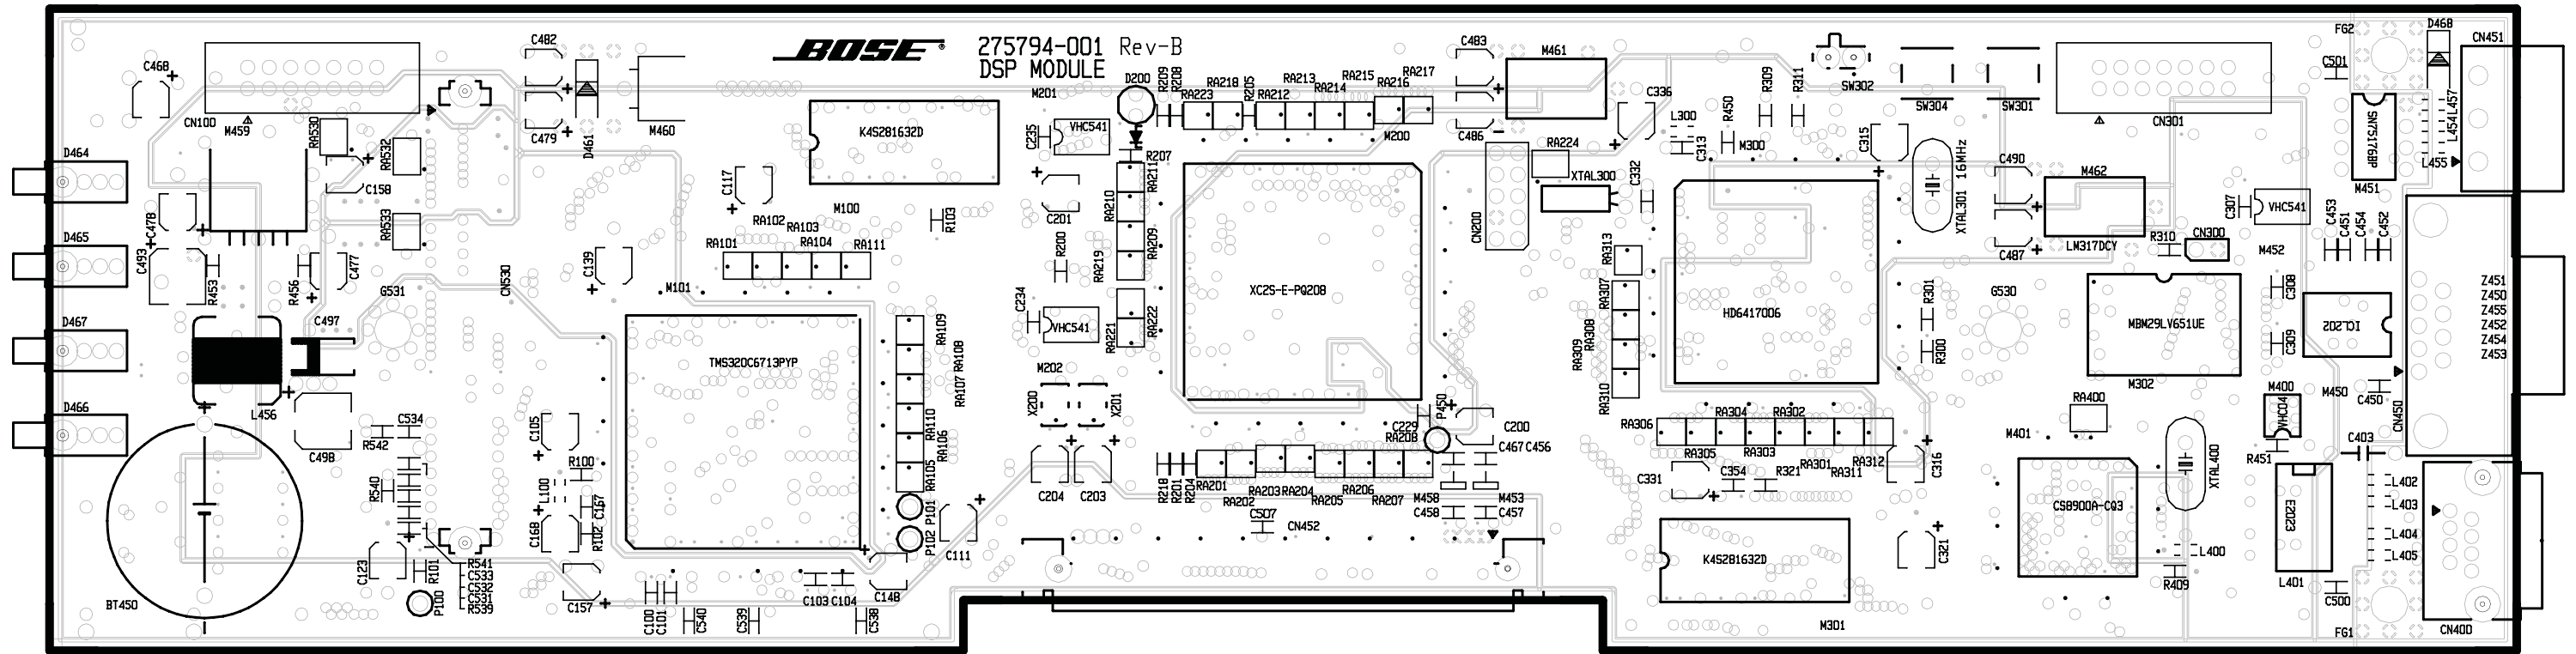 BOSE ®
275794-001 Rev-B
DSP MODULE
C468
CN100
M459
RA530
RA532
C482
C479
D461
M460
C158
C478
D464
D465
D467
D466
C493
R453
R456
C477
RA533
CN530
G531
C497
L456
C498
BT450
R542
C534
R540
C123
R101
P100
R541
C533
C532
C531
R539
C105
R100
L100
C167
C168
R102
C157
C139
C117
K4S281632D
M100
RA102
RA103
RA104
RA101
RA111
R103
M101
TMS320C6713PYP
RA109
RA108
RA107
RA110
RA106
RA105
P101
P102
C111
C148
C103
C104
C100
C101
C540
C539
C538
D200
M201
C235
VHC541
R209
R208
RA218
RA223
R205
RA213
RA212
RA214
RA215
RA216
RA217
M200
R207
C201
RA211
RA210
RA209
RA219
R200
C234
VHC541
RA222
RA221
M202
X200
X201
C204
C203
XC2S-E-PQ208
R218
R201
R204
RA201
RA202
RA203
RA204
RA205
RA206
RA207
RA208
C229
P450
C200
C467
C456
M458
M453
C458
C457
C507
CN452
C483
C486
M461
CN200
RA224
XTAL300
C332
C336
L300
C313
R450
M300
R309
R311
SW302
SW304
SW301
C315
XTAL301 16MHz
HD6417006
RA313
RA307
RA308
RA309
RA310
RA306
RA305
RA304
RA303
RA302
RA301
RA311
RA312
C316
C331
C354
R321
K4S281632D
M301
C321
R301
R300
G530
C490
C487
M462
LM317DCY
R310
CN300
CN301
C307
VHC541
M452
MBM29LV651UE
M302
C308
C309
ICL202
M450
C450
RA400
M401
CS8900A-CQ3
XTAL400
L400
R409
M400
VHC04
R451
E2023
L401
C403
L402
L403
L404
L405
C500
FG1
CN400
CN450
Z451
Z450
Z455
Z452
Z454
Z453
C453
C451
C454
C452
M451
SN75176BP
C501
FG2
D468
CN451
L457
L454
L455